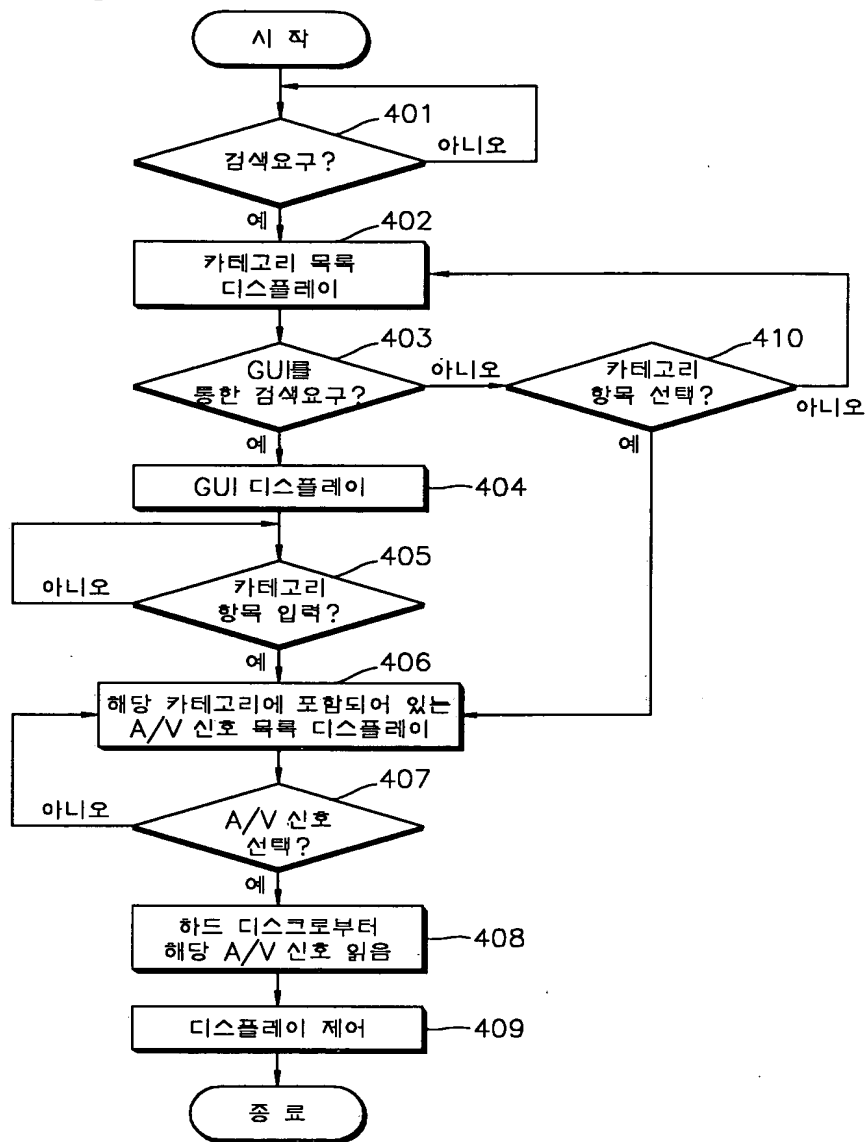 시 작
401
검색요구?
아니오
예
402
카테고리 목록
디스플레이
403
GUI를
통한 검색요구?
아니오
410
카테고리
항목 선택?
아니오
예
예
GUI 디스플레이
404
405
카테고리
항목 입력?
아니오
예
406
해당 카테고리에 포함되어 있는
A/V 신호 목록 디스플레이
407
A/V 신호
선택?
아니오
예
하드 디스크로부터
해당 A/V 신호 읽음
408
디스플레이 제어
409
종 료